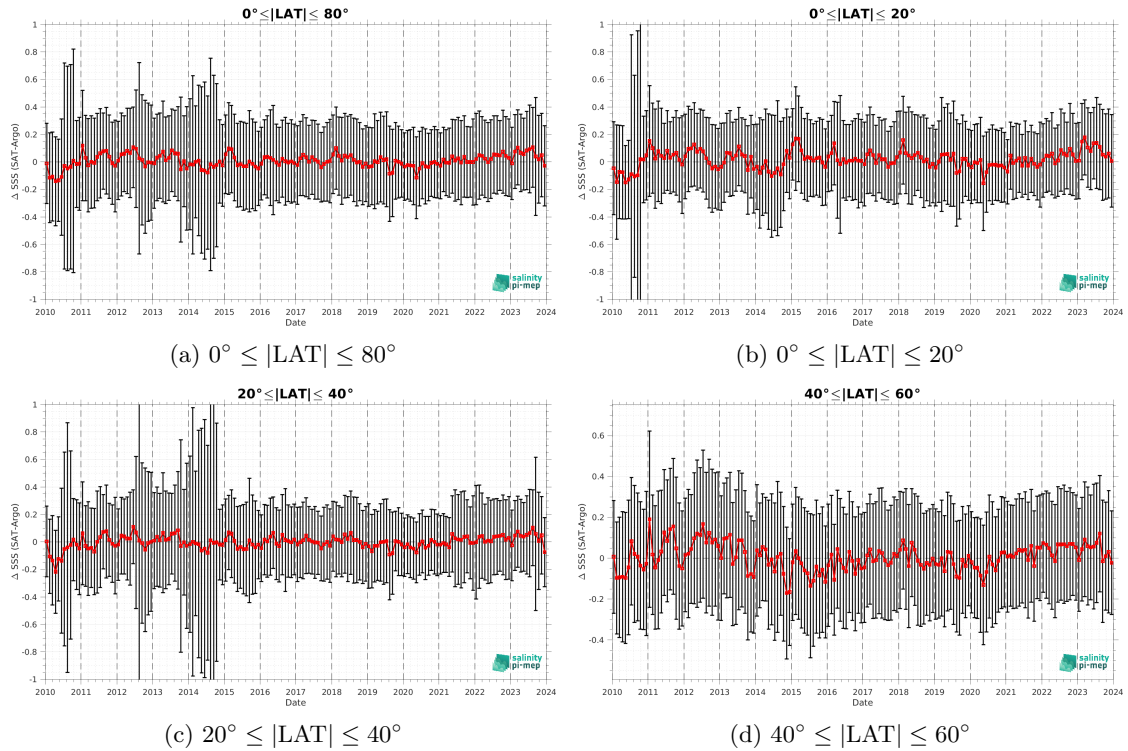 0°≤|LAT|≤ 80°
Δ SSS (SAT-Argo)
1
0.8
0.6
0.4
0.2
0
-0.2
-0.4
-0.6
-0.8
-1
2010 2011 2012 2013 2014 2015 2016 2017 2018 2019 2020 2021 2022 2023 2024
Date
salinity
pi-mep
(a) 0° ≤ |LAT| ≤ 80°
0°≤|LAT|≤ 20°
Δ SSS (SAT-Argo)
1
0.8
0.6
0.4
0.2
0
-0.2
-0.4
-0.6
-0.8
-1
2010 2011 2012 2013 2014 2015 2016 2017 2018 2019 2020 2021 2022 2023 2024
Date
salinity
pi-mep
(b) 0° ≤ |LAT| ≤ 20°
20°≤|LAT|≤ 40°
Δ SSS (SAT-Argo)
1
0.8
0.6
0.4
0.2
0
-0.2
-0.4
-0.6
-0.8
-1
2010 2011 2012 2013 2014 2015 2016 2017 2018 2019 2020 2021 2022 2023 2024
Date
salinity
pi-mep
(c) 20° ≤ |LAT| ≤ 40°
40°≤|LAT|≤ 60°
Δ SSS (SAT-Argo)
0.6
0.4
0.2
0
-0.2
-0.4
2010 2011 2012 2013 2014 2015 2016 2017 2018 2019 2020 2021 2022 2023 2024
Date
salinity
pi-mep
(d) 40° ≤ |LAT| ≤ 60°